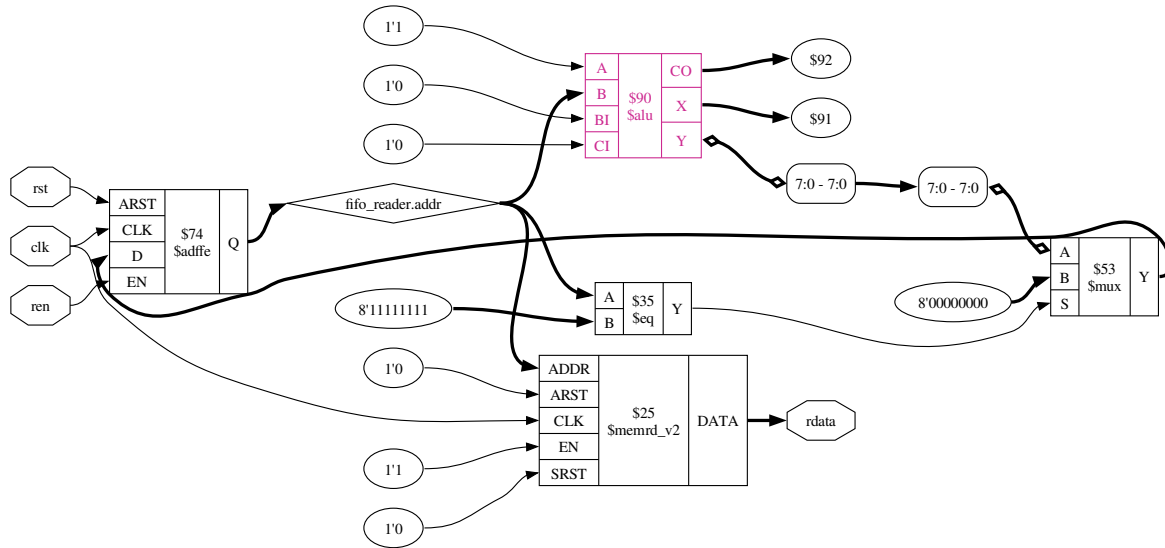 rst
clk
ren
ARST
CLK
D
EN
$74
$adffe
Q
fifo_reader.addr
1'1
1'0
1'0
A
B
BI
CI
$90
$alu
CO
X
Y
$92
$91
7:0 - 7:0
7:0 - 7:0
8'11111111
A
B
$35
$eq
Y
8'00000000
A
B
S
$53
$mux
Y
1'0
1'1
1'0
ADDR
ARST
CLK
EN
SRST
$25
$memrd_v2
DATA
rdata